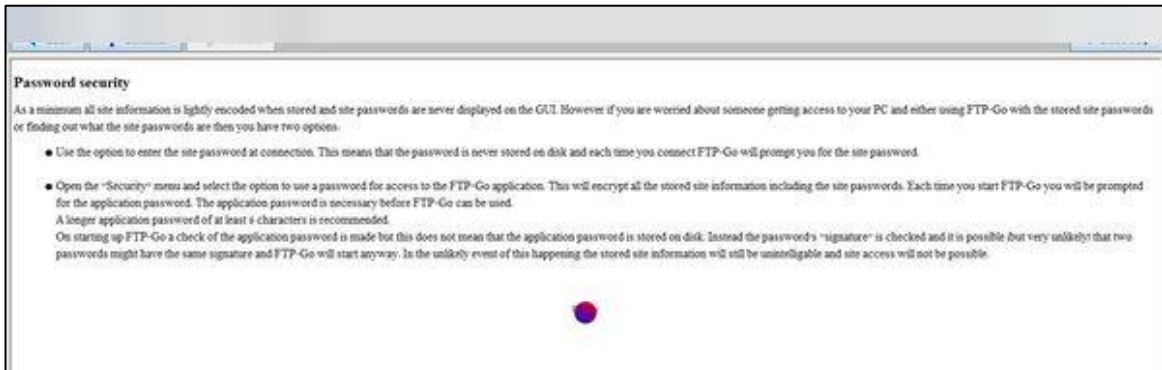 Password security
As a minimum all site information is lightly encoded when stored and site passwords are never displayed on the GUI. However if you are worried about someone getting access to your PC and either using FTP-Go with the stored site passwords
or finding out what the site passwords are then you have two options.
● Use the option to enter the site password at connection. This means that the password is never stored on disk and each time you connect FTP-Go will prompt you for the site password.
● Open the "Security" menu and select the option to use a password for access to the FTP-Go application. This will encrypt all the stored site information including the site passwords. Each time you start FTP-Go you will be prompted
for the application password. The application password is necessary before FTP-Go can be used.
A longer application password of at least characters is recommended.
On starting up FTP-Go a check of the application password is made but this does not mean that the application password is stored on disk. Instead the password's "signature" is checked and it is possible (but very unlikely) that two
passwords might have the same signature and FTP-Go will start anyway. In the unlikely event of this happening the stored site information will still be unintelligable and site access will not be possible.